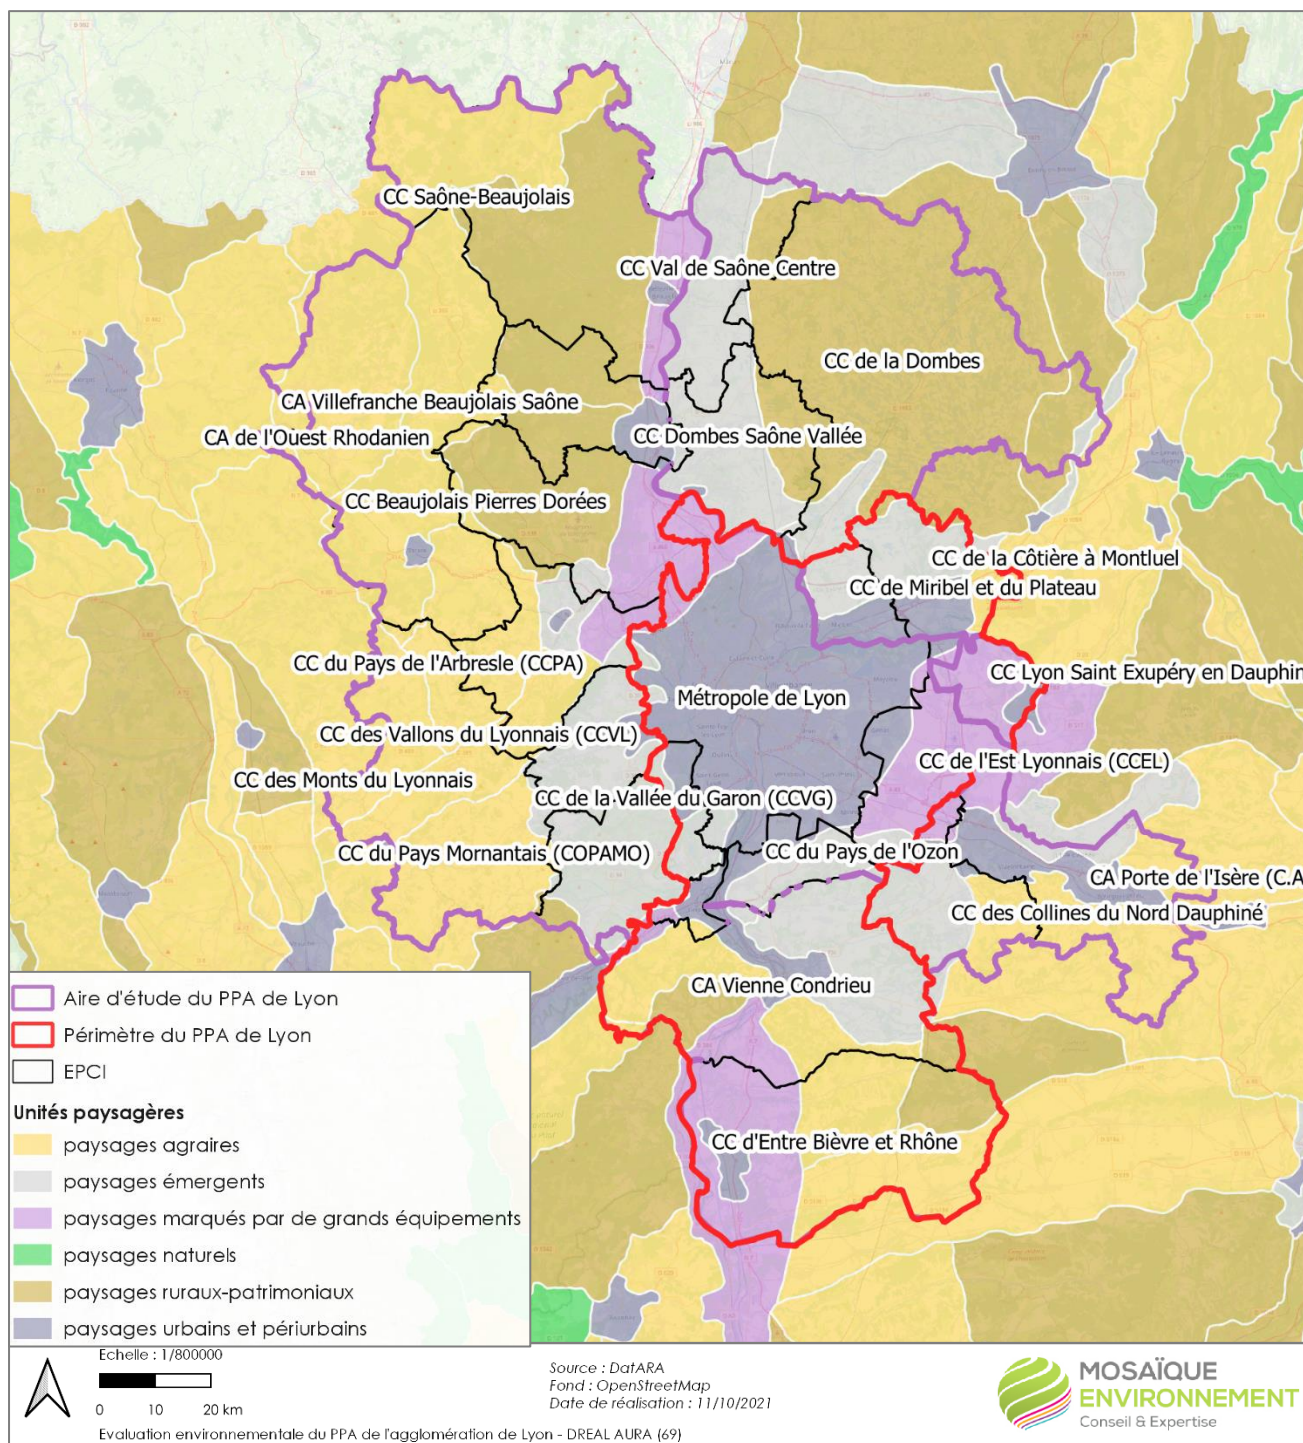 CC Saône-Beaujolais
CC Val de Saône Centre
CC de la Dombes
CA Villefranche Beaujolais Saône
CA de l'Ouest Rhodanien
CC Dombes Saône Vallée
CC Beaujolais Pierres Dorées
CC de la Côtière à Montluel
CC de Miribel et du Plateau
CC du Pays de l'Arbresle (CCPA)
CC Lyon Saint Exupéry en Dauphin
Métropole de Lyon
CC des Vallons du Lyonnais (CCVL)
CC de l'Est Lyonnais (CCEL)
CC des Monts du Lyonnais
CC de la Vallée du Garon (CCVG)
CC du Pays Mornantais (COPAMO)
CC du Pays de l'Ozon
CA Porte de l'Isère (C.A
CC des Collines du Nord Dauphiné
CA Vienne Condrieu
CC d'Entre Bièvre et Rhône
Aire d'étude du PPA de Lyon
Périmètre du PPA de Lyon
EPCI
Unités paysagères
paysages agraires
paysages émergents
paysages marqués par de grands équipements
paysages naturels
paysages ruraux-patrimoniaux
paysages urbains et périurbains
Echelle : 1/800000
0 10 20 km
Source : DatARA
Fond : OpenStreetMap
Date de réalisation : 11/10/2021
Evaluation environnementale du PPA de l'agglomération de Lyon - DREAL AURA (69)
MOSAÏQUE
ENVIRONNEMENT
Conseil & Expertise